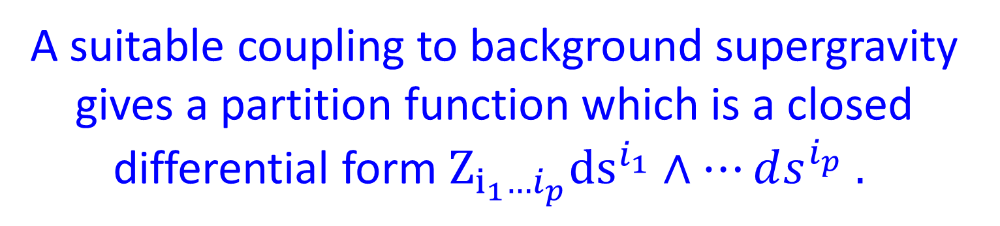 A suitable coupling to background supergravity
gives a partition function which is a closed
differential form Z_{i_1…i_p} ds^{i_1} ∧ ⋯ ds^{i_p} .